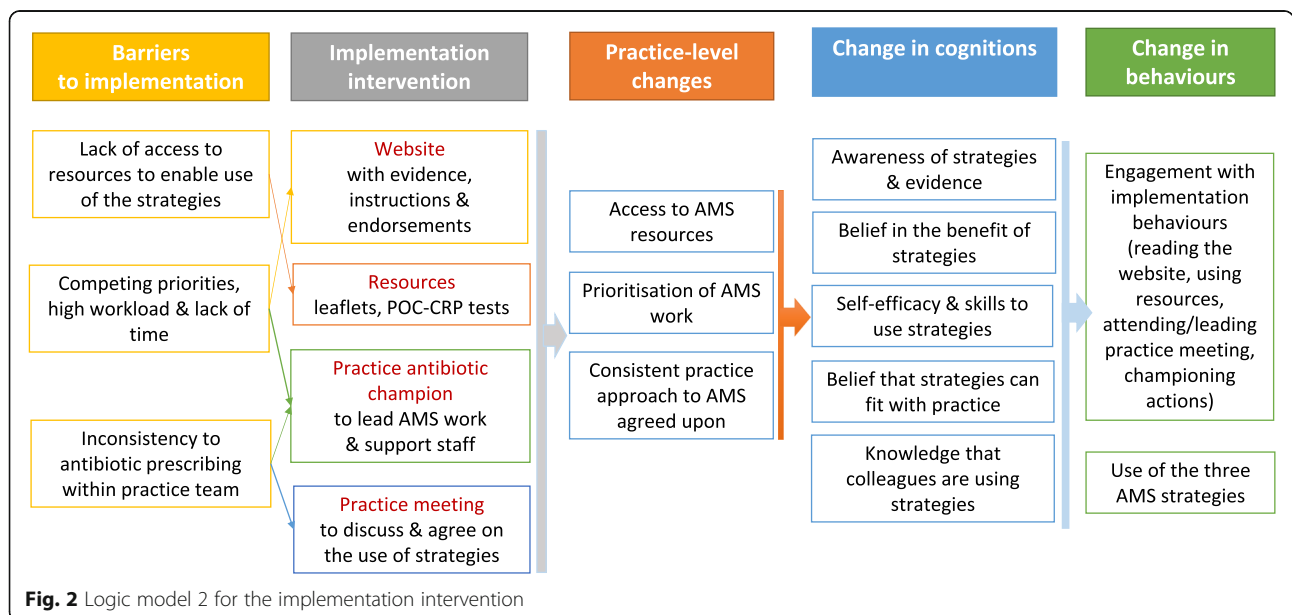 Barriers
to implementation
Implementation
intervention
Practice-level
changes
Change in cognitions
Change in
behaviours
Lack of access to
resources to enable use
of the strategies
Competing priorities,
high workload & lack of
time
Inconsistency to
antibiotic prescribing
within practice team
Website
with evidence,
instructions &
endorsements
Resources
leaflets, POC-CRP tests
Practice antibiotic
champion
to lead AMS work
& support staff
Practice meeting
to discuss & agree on
the use of strategies
Access to AMS
resources
Prioritisation of AMS
work
Consistent practice
approach to AMS
agreed upon
Awareness of strategies
& evidence
Belief in the benefit of
strategies
Self-efficacy & skills to
use strategies
Belief that strategies can
fit with practice
Knowledge that
colleagues are using
strategies
Engagement with
implementation
behaviours
(reading the
website, using
resources,
attending/leading
practice meeting,
championing
actions)
Use of the three
AMS strategies
Fig. 2 Logic model 2 for the implementation intervention